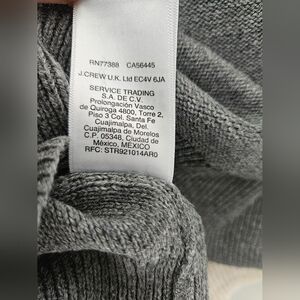 RN77388 CA56445
J.CREW U.K. Ltd EC4V 6JA
SERVICE TRADING
S.A. DE C.V.
Prolongación Vasco
de Quiroga 4800, Torre 2,
Piso 3 Col. Santa Fe
Cuajimalpa, Del.
Cuajimalpa de Morelos
C.P. 05348, Ciudad de
México, MEXICO
RFC: STR921014AR0